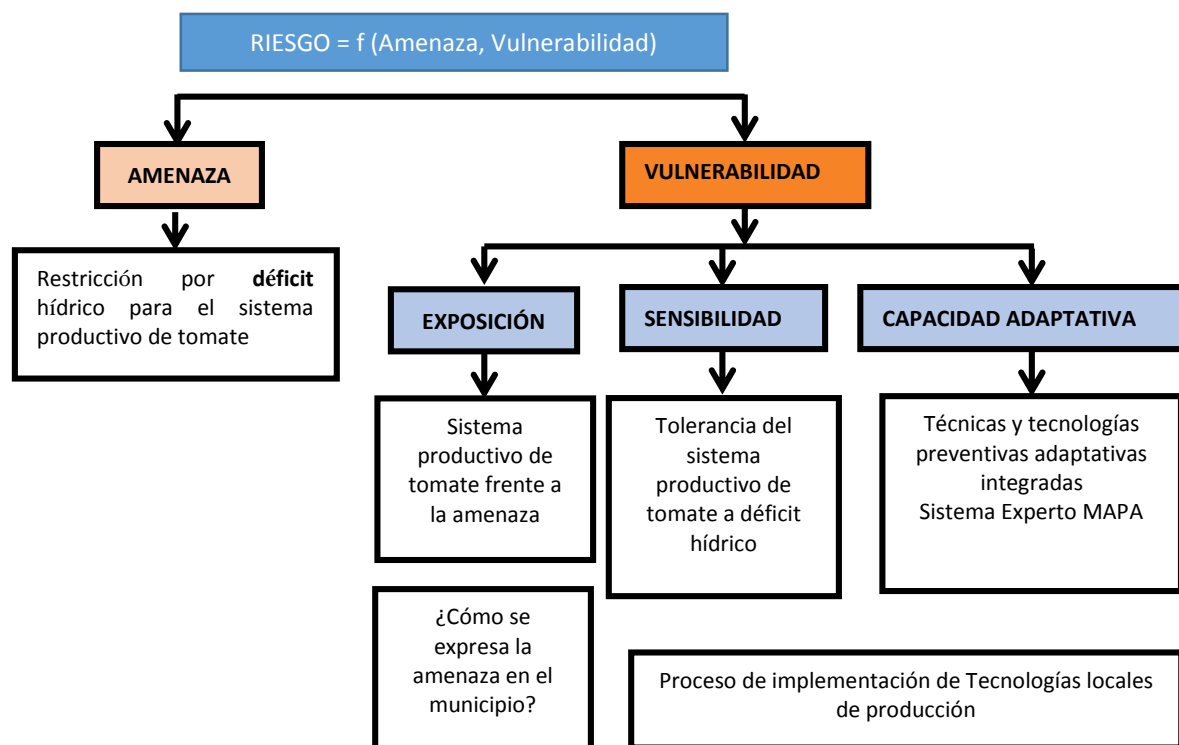 RIESGO = f (Amenaza, Vulnerabilidad)
AMENAZA
VULNERABILIDAD
Restricción por déficit
hídrico para el sistema
productivo de tomate
EXPOSICIÓN
SENSIBILIDAD
CAPACIDAD ADAPTATIVA
Sistema
productivo de
tomate frente a
la amenaza
Tolerancia del
sistema
productivo de
tomate a déficit
hídrico
Técnicas y tecnologías
preventivas adaptativas
integradas
Sistema Experto MAPA
¿Cómo se
expresa la
amenaza en el
municipio?
Proceso de implementación de Tecnologías locales
de producción